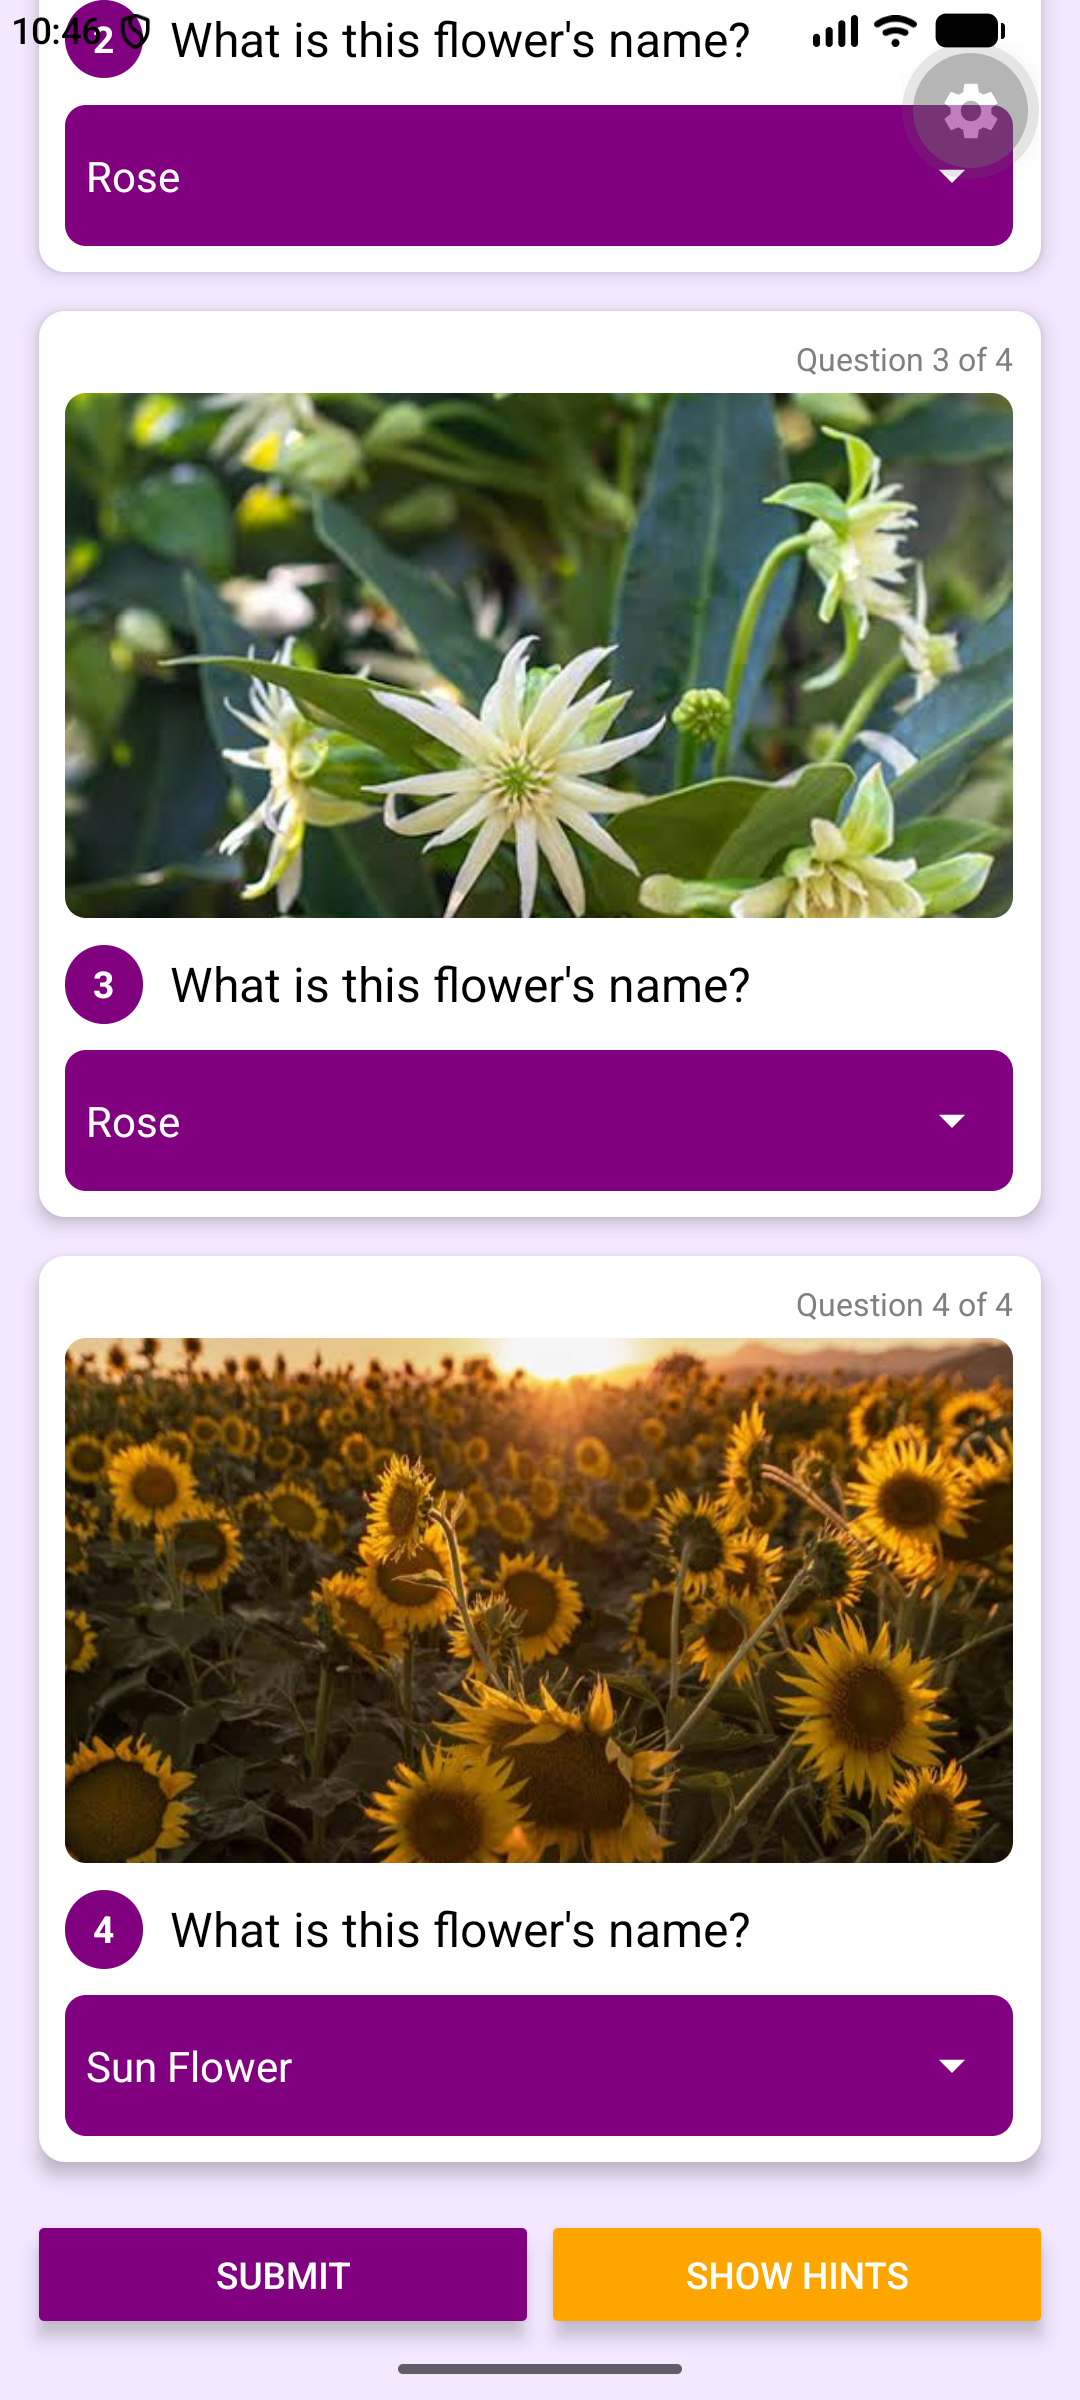 10:46
2 What is this flower's name?
Rose
Question 3 of 4
3 What is this flower's name?
Rose
Question 4 of 4
4 What is this flower's name?
Sun Flower
SUBMIT SHOW HINTS